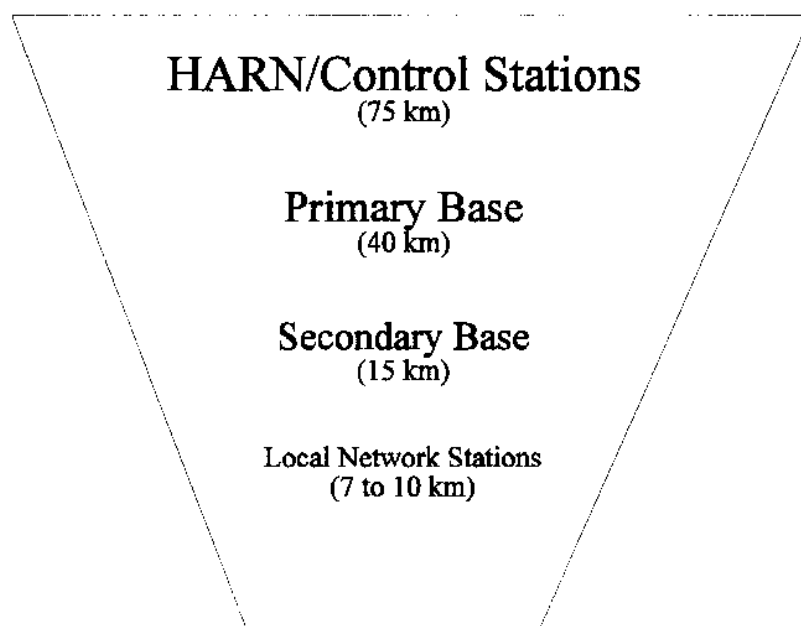 HARN/Control Stations
(75 km)
Primary Base
(40 km)
Secondary Base
(15 km)
Local Network Stations
(7 to 10 km)